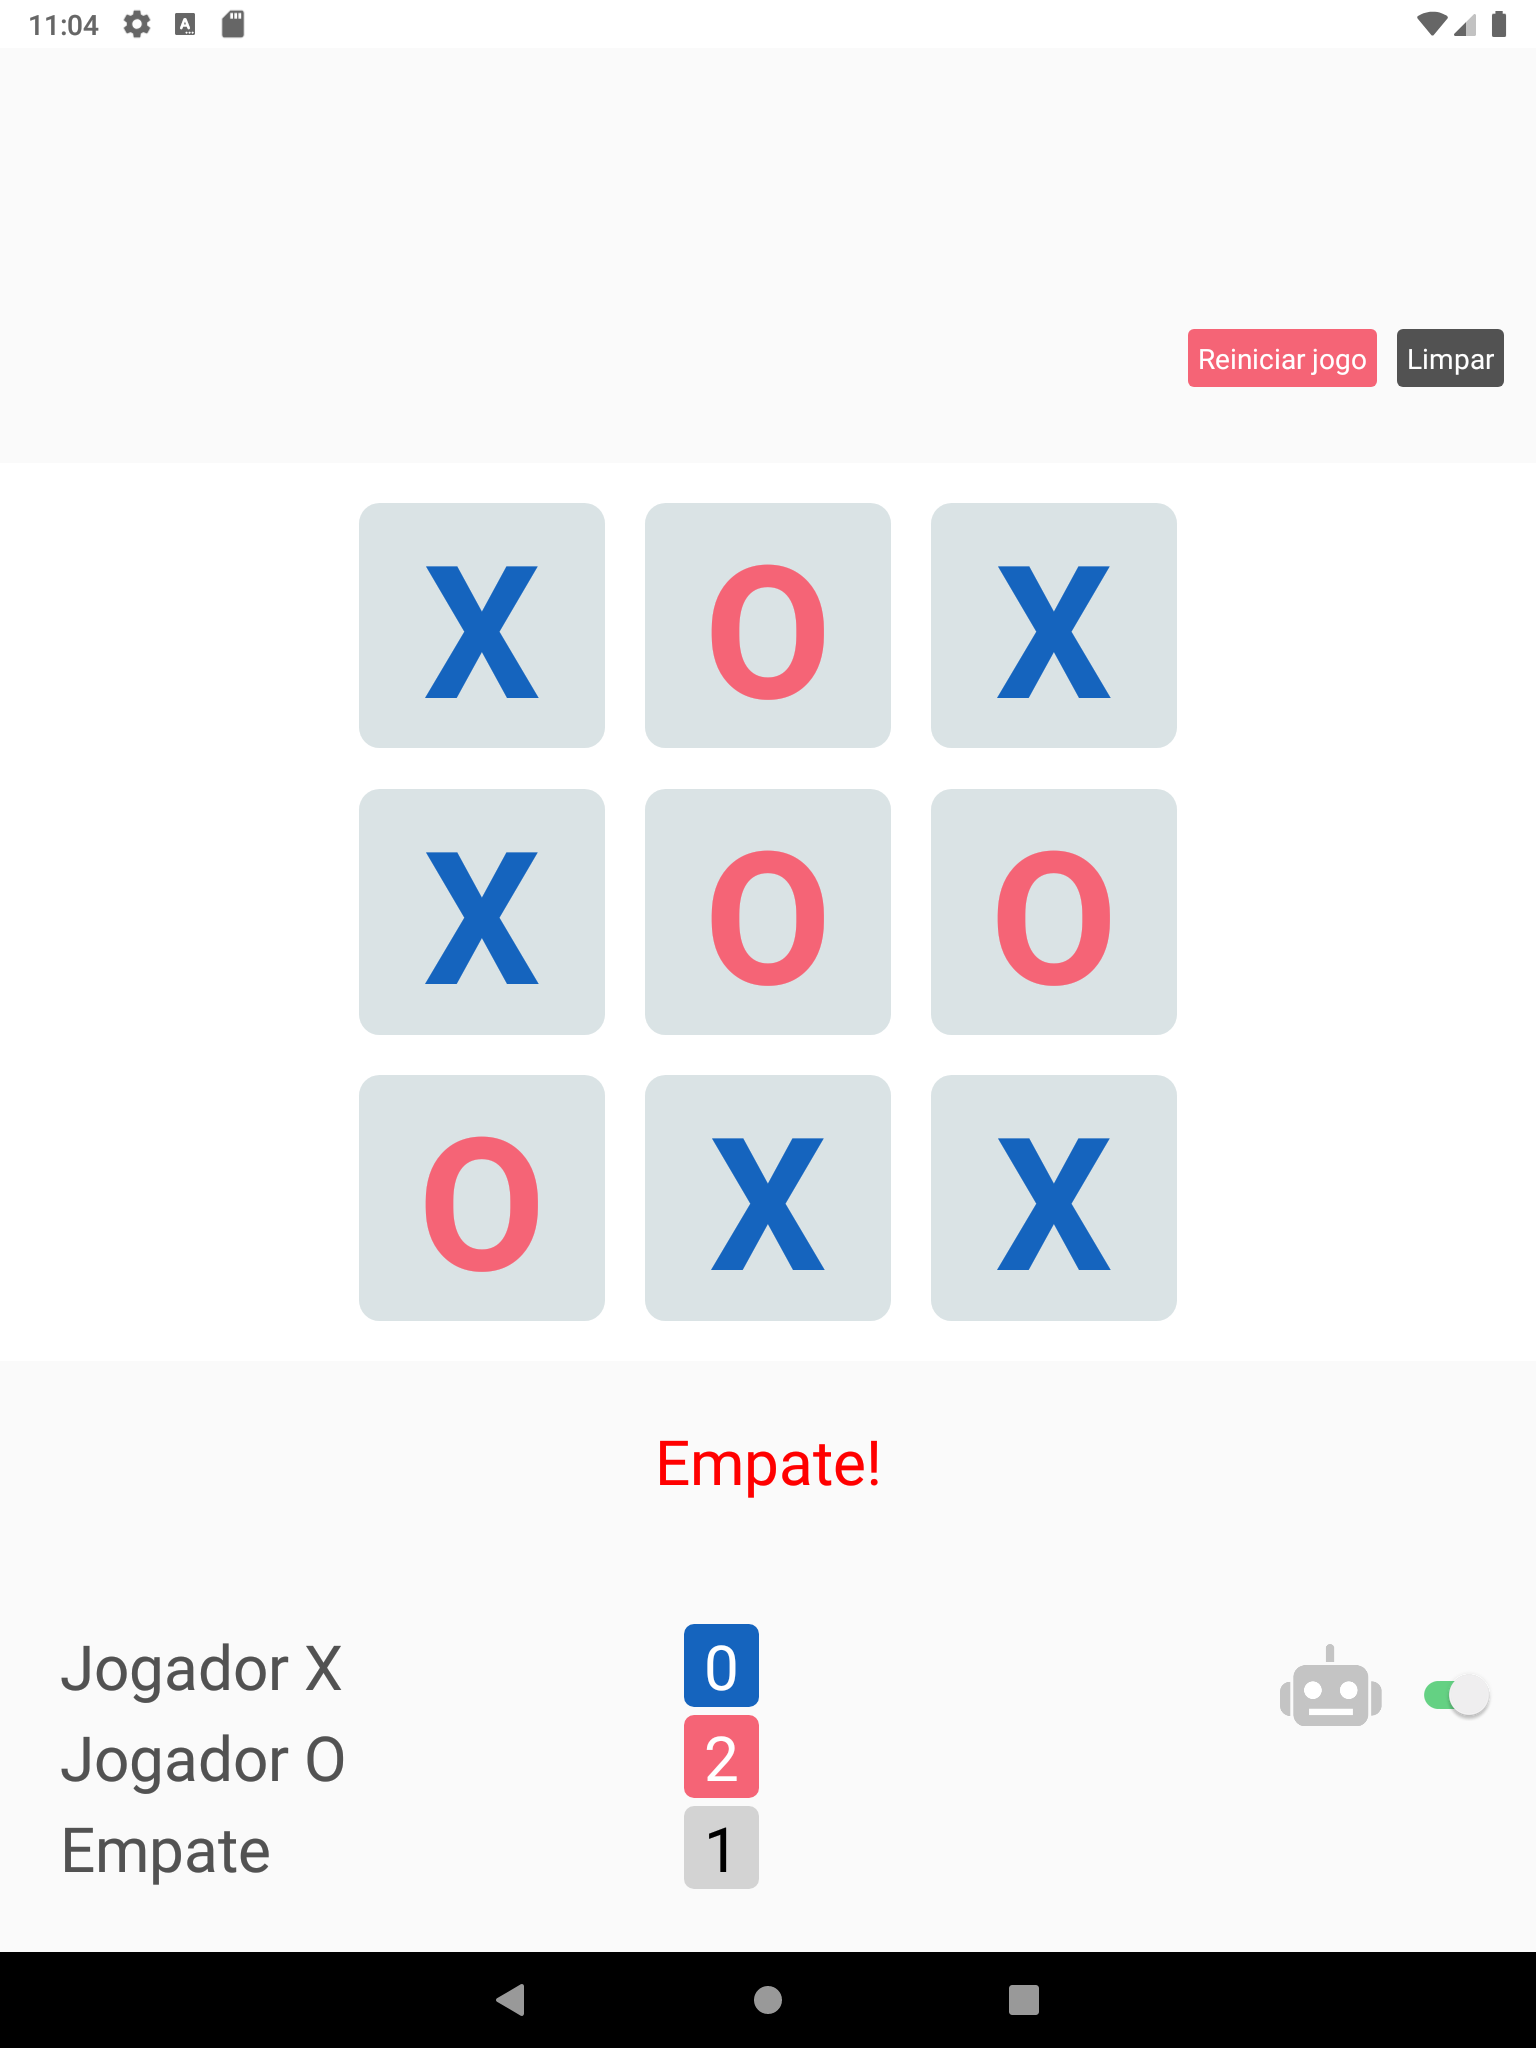 11:04
Reiniciar jogo Limpar
X O X
X O O
O X X
Empate!
Jogador X 0
Jogador O 2
Empate 1